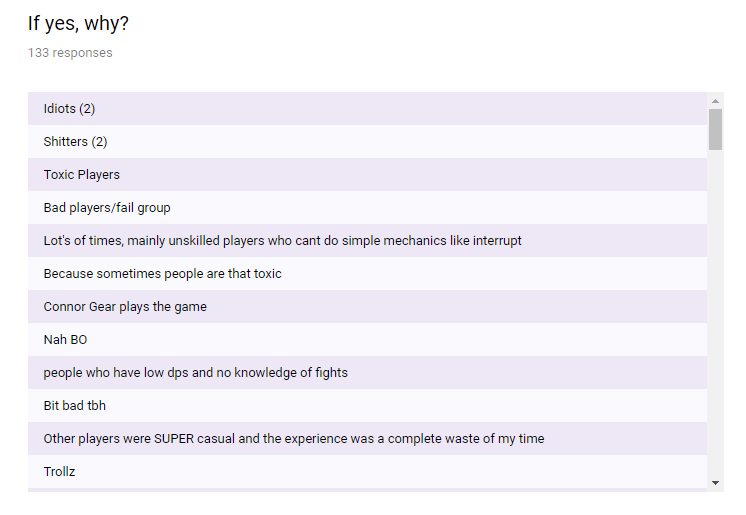 If yes, why?
133 responses
Idiots (2)
Shitters (2)
Toxic Players
Bad players/fail group
Lot's of times, mainly unskilled players who cant do simple mechanics like interrupt
Because sometimes people are that toxic
Connor Gear plays the game
Nah BO
people who have low dps and no knowledge of fights
Bit bad tbh
Other players were SUPER casual and the experience was a complete waste of my time
Trollz